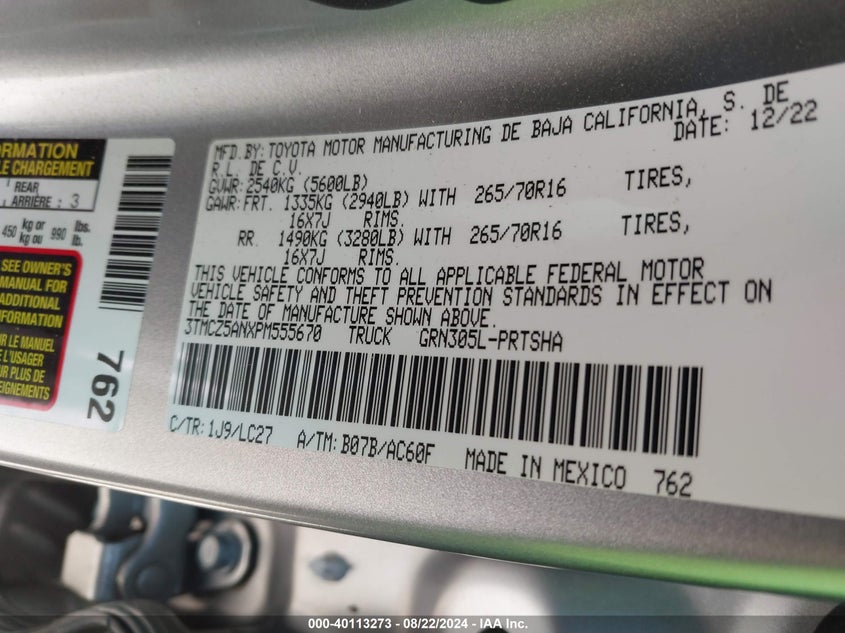 ORMATION
LE CHARGEMENT
REAR
ARRIÈRE : 3
450 kg or kg ou 990 lbs. lb.
SEE OWNER'S
MANUAL FOR
ADDITIONAL
INFORMATION
LE MANUEL
L'USAGER
PLUS DE
EIGNEMENTS
762
MFD.BY: TOYOTA MOTOR MANUFACTURING DE BAJA CALIFORNIA, S. DE
R.L. DE C.V. DATE: 12/22
GVWR: 2540KG (5600LB)
GAWR: FRT. 1335KG (2940LB) WITH 265/70R16 TIRES,
16X7J RIMS.
RR 1490KG (3280LB) WITH 265/70R16 TIRES,
16X7J RIMS.
THIS VEHICLE CONFORMS TO ALL APPLICABLE FEDERAL MOTOR
VEHICLE SAFETY AND THEFT PREVENTION STANDARDS IN EFFECT ON
THE DATE OF MANUFACTURE SHOWN ABOVE.
3TMCZ5ANXPM555670 TRUCK GRN305L-PRTSHA
C/TR: 1J9/LC27 A/TM: B07B/AC60F MADE IN MEXICO 762
000-40113273 - 08/22/2024 - IAA Inc.